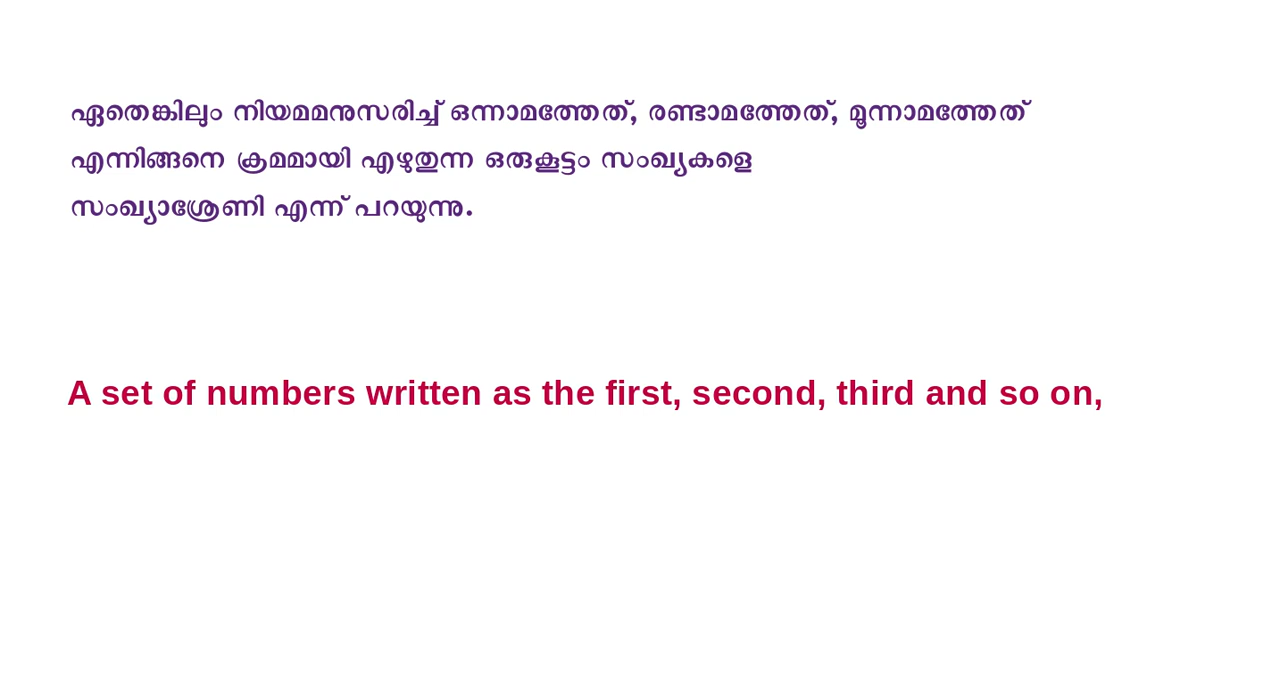 ഏതെങ്കിലും നിയമമനുസരിച്ച് ഒന്നാമത്തേത്, രണ്ടാമത്തേത്, മൂന്നാമത്തേത്
എന്നിങ്ങനെ ക്രമമായി എഴുതുന്ന ഒരുകൂട്ടം സംഖ്യകളെ
സംഖ്യാശ്രേണി എന്ന് പറയുന്നു.
A set of numbers written as the first, second, third and so on,